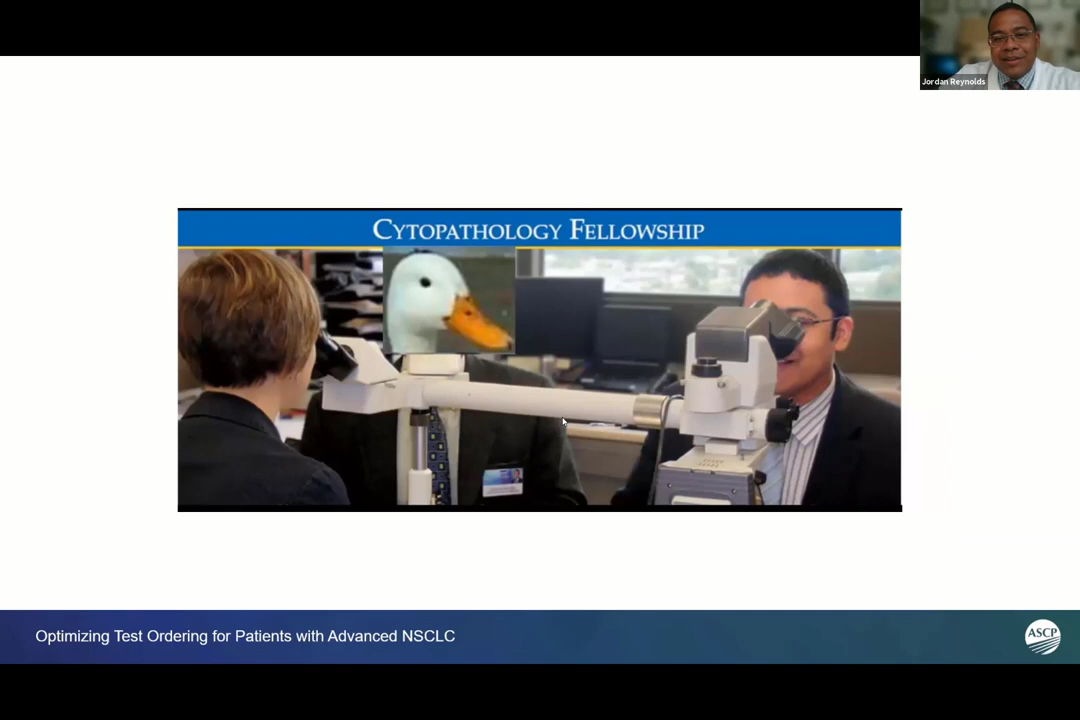 Jordan Reynolds
CYTOPATHOLOGY FELLOWSHIP
Optimizing Test Ordering for Patients with Advanced NSCLC
ASCP